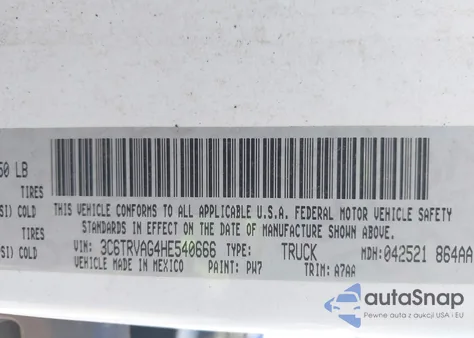 50 LB
TIRES
SI) COLD
THIS VEHICLE CONFORMS TO ALL APPLICABLE U.S.A. FEDERAL MOTOR VEHICLE SAFETY
TIRES
STANDARDS IN EFFECT ON THE DATE OF MANUFACTURE SHOWN ABOVE.
SI) COLD
VIN: 3C6TRVAG4HE540666 TYPE: TRUCK MDH: 042521 864AA
VEHICLE MADE IN MEXICO PAINT: PW7 TRIM: A7AA
autoSnap
Pewne auta z aukcji USA i EU